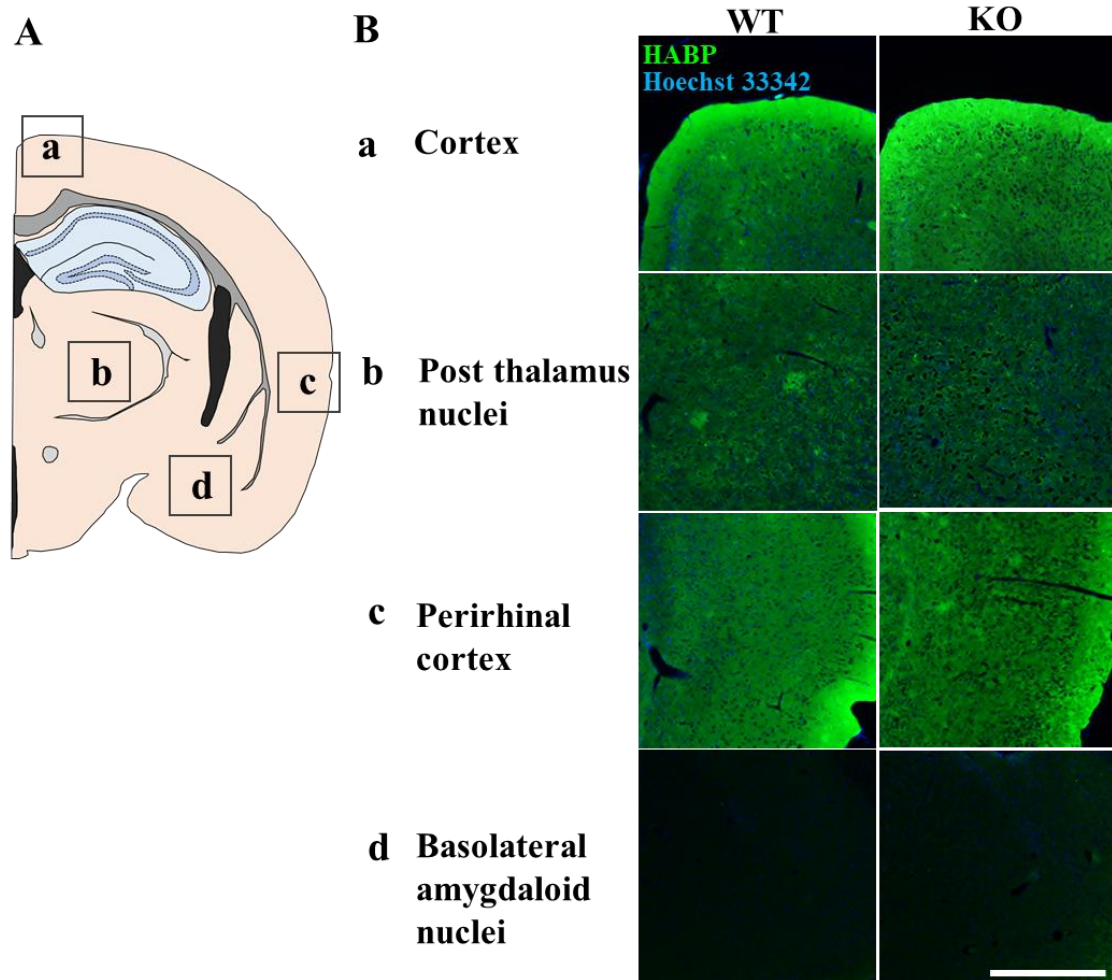 A
B
WT
KO
HABP
Hoechst 33342
a
b
c
d
a Cortex
b Post thalamus
nuclei
c Perirhinal
cortex
d Basolateral
amygdaloid
nuclei